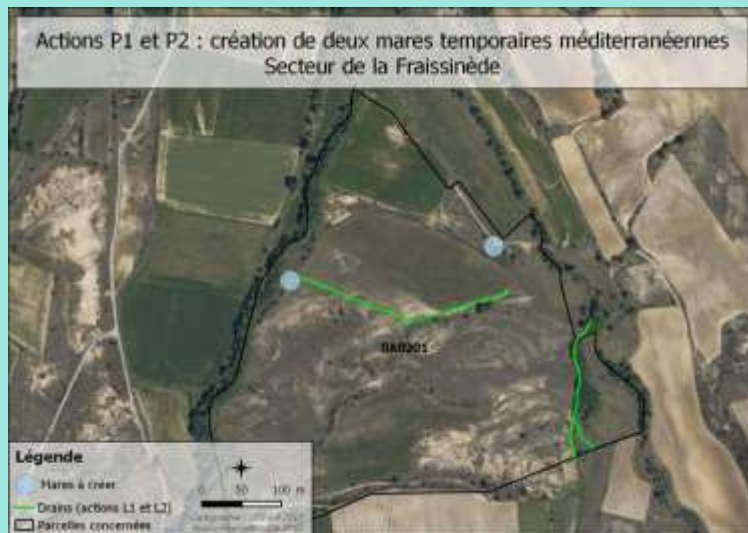 Actions P1 et P2 : création de deux mares temporaires méditerranéennes
Secteur de la Fraissinède
Légende
Mares à créer
Drains (actions L1 et L2)
Parcelles concernées
0 50 100 m